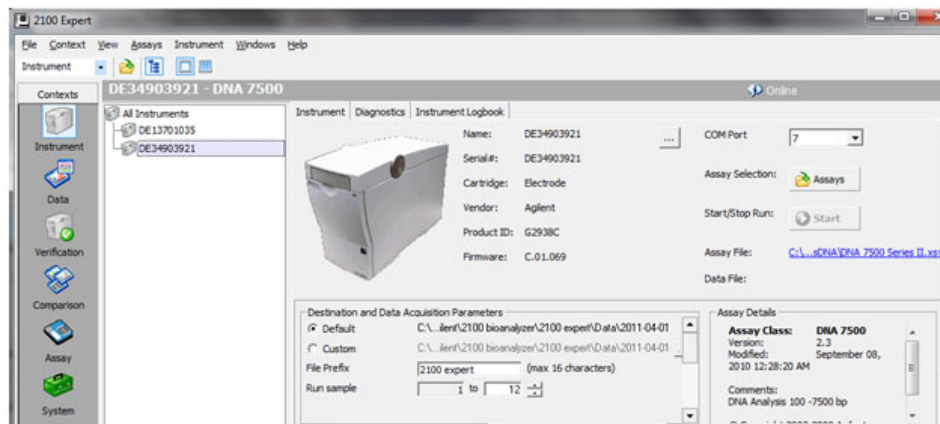 2100 Expert
File Context View Assays Instrument Windows Help
Instrument
Contexts
DE34903921 - DNA 7500
Online
Instrument
Data
Verification
Comparison
Assay
System
All Instruments
DE13701035
DE34903921
Instrument Diagnostics Instrument Logbook
Name: DE34903921 ...
Serial#: DE34903921
Cartridge: Electrode
Vendor: Agilent
Product ID: G2938C
Firmware: C.01.069
COM Port 7
Assay Selection: Assays
Start/Stop Run: Start
Assay File: C:\...sDNA\DNA 7500 Series II.xs
Data File:
Destination and Data Acquisition Parameters
Default C:\...ilent\2100 bioanalyzer\2100 expert\Data\2011-04-01
Custom C:\...ilent\2100 bioanalyzer\2100 expert\Data\2011-04-01
File Prefix 2100 expert (max 16 characters)
Run sample 1 to 12
Assay Details
Assay Class: DNA 7500
Version: 2.3
Modified: September 08,
2010 12:28:20 AM
Comments:
DNA Analysis 100 -7500 bp